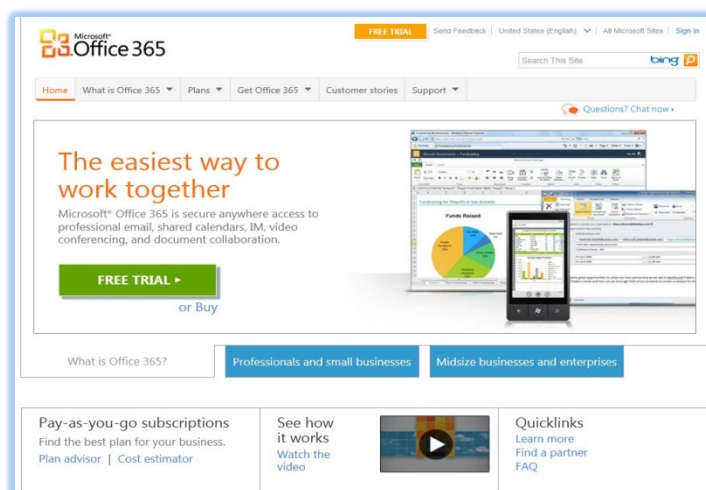 FREE TRIAL
Send Feedback | United States (English) | All Microsoft Sites | Sign In
Microsoft®
Office 365
Search This Site bing
Home What is Office 365 Plans Get Office 365 Customer stories Support
Questions? Chat now
The easiest way to
work together
Microsoft® Office 365 is secure anywhere access to
professional email, shared calendars, IM, video
conferencing, and document collaboration.
FREE TRIAL
or Buy
Funds Raised
What is Office 365?
Professionals and small businesses
Midsize businesses and enterprises
Pay-as-you-go subscriptions
Find the best plan for your business.
Plan advisor | Cost estimator
See how
it works
Watch the
video
Quicklinks
Learn more
Find a partner
FAQ